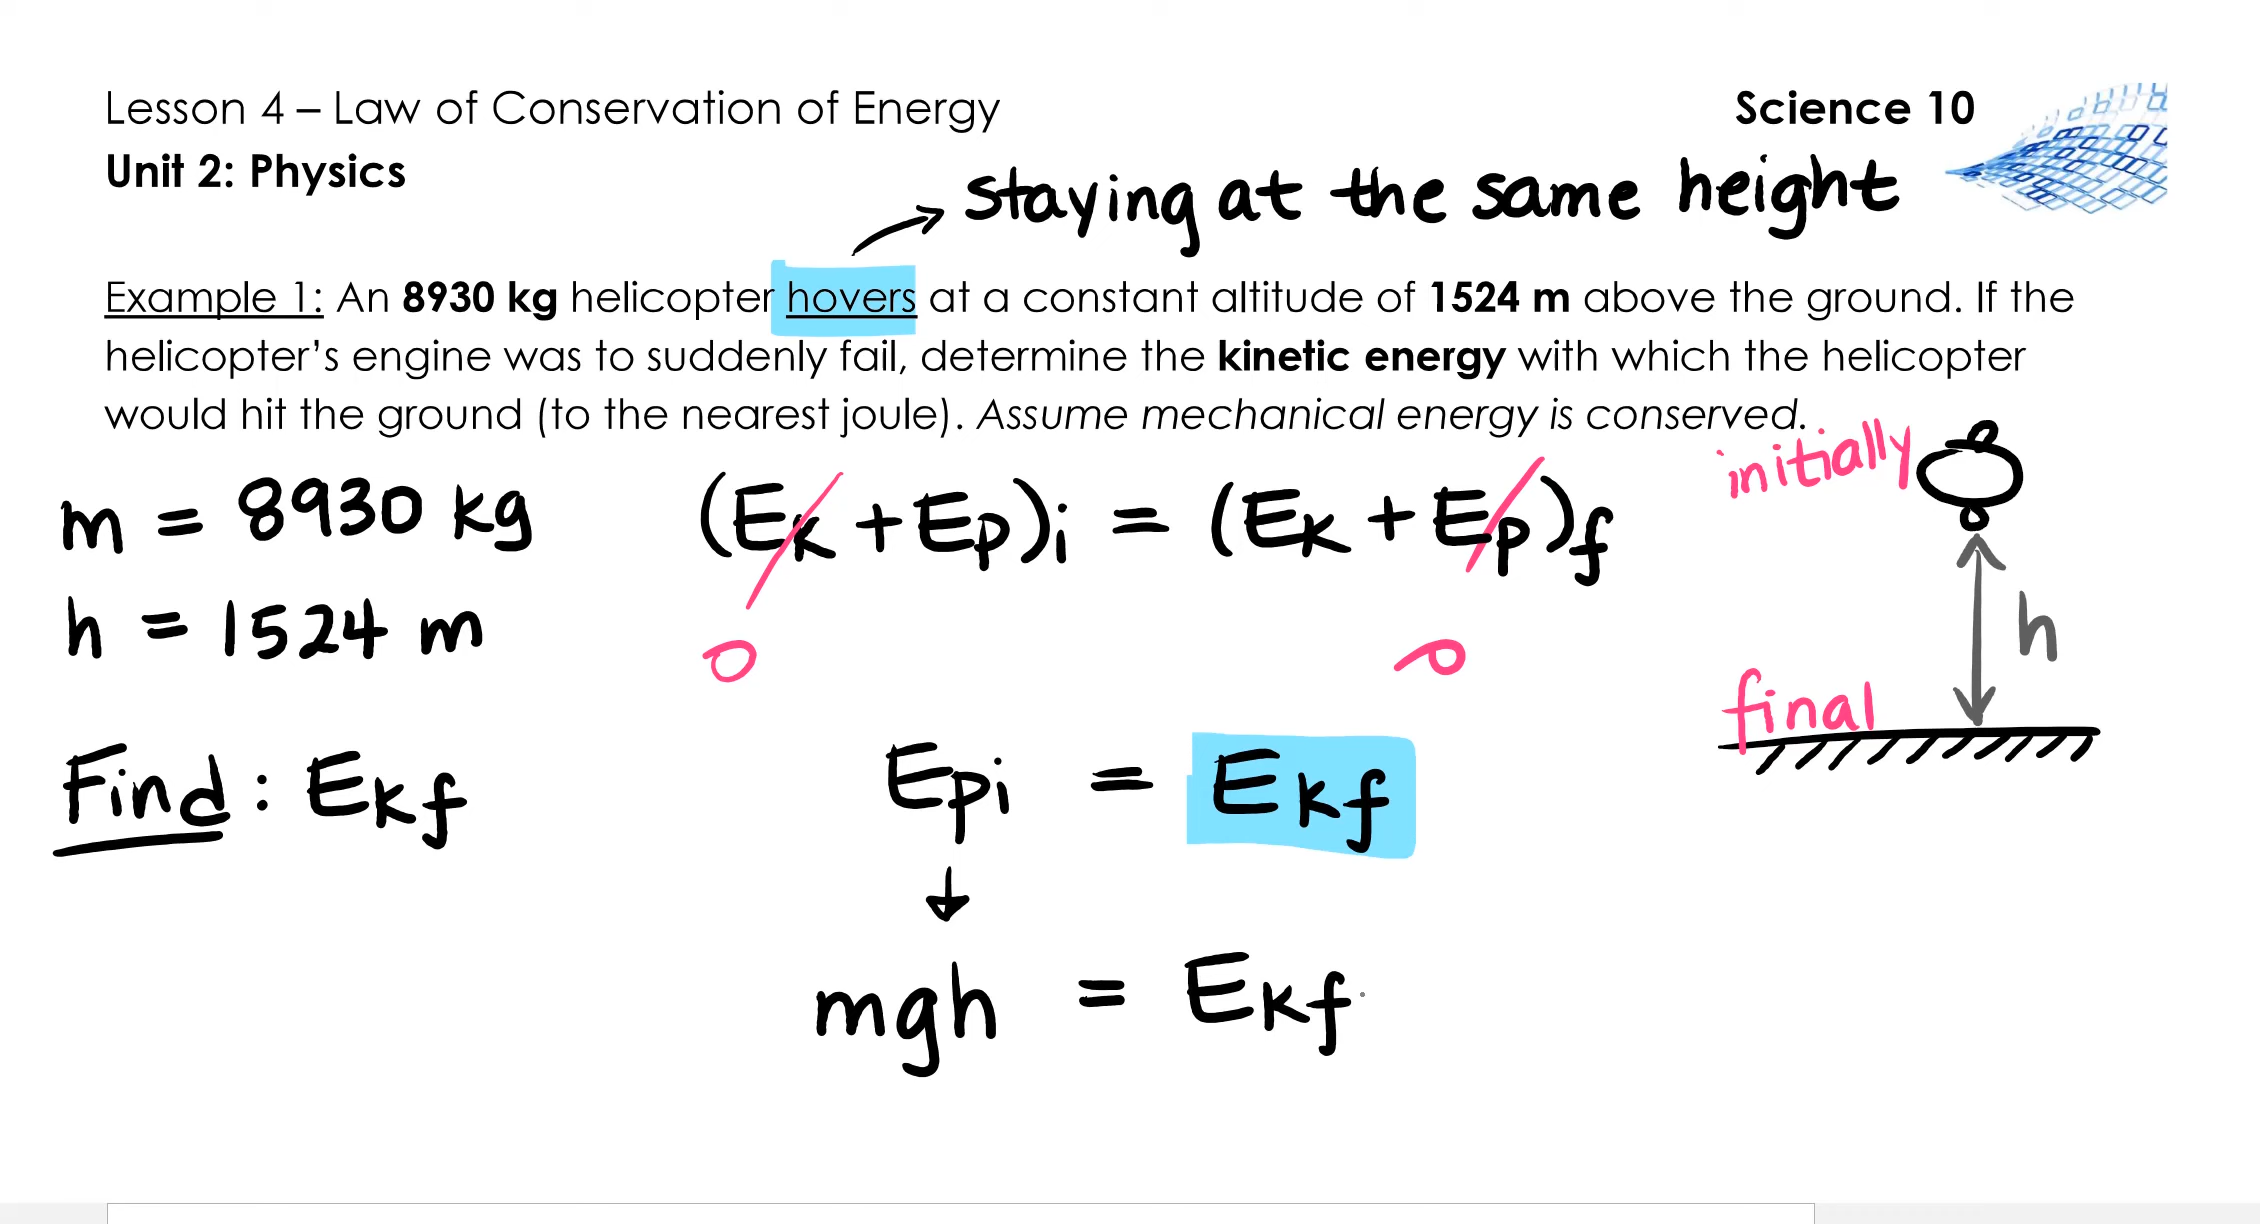 Lesson 4 – Law of Conservation of Energy
Science 10
Unit 2: Physics
staying at the same height
Example 1: An 8930 kg helicopter hovers at a constant altitude of 1524 m above the ground. If the
helicopter’s engine was to suddenly fail, determine the kinetic energy with which the helicopter
would hit the ground (to the nearest joule). Assume mechanical energy is conserved.
initially
m = 8930 kg
(Ek + Ep)i = (Ek + Ep)f
h = 1524 m
0
0
h
final
Find : Ekf
Epi = Ekf
mgh = Ekf